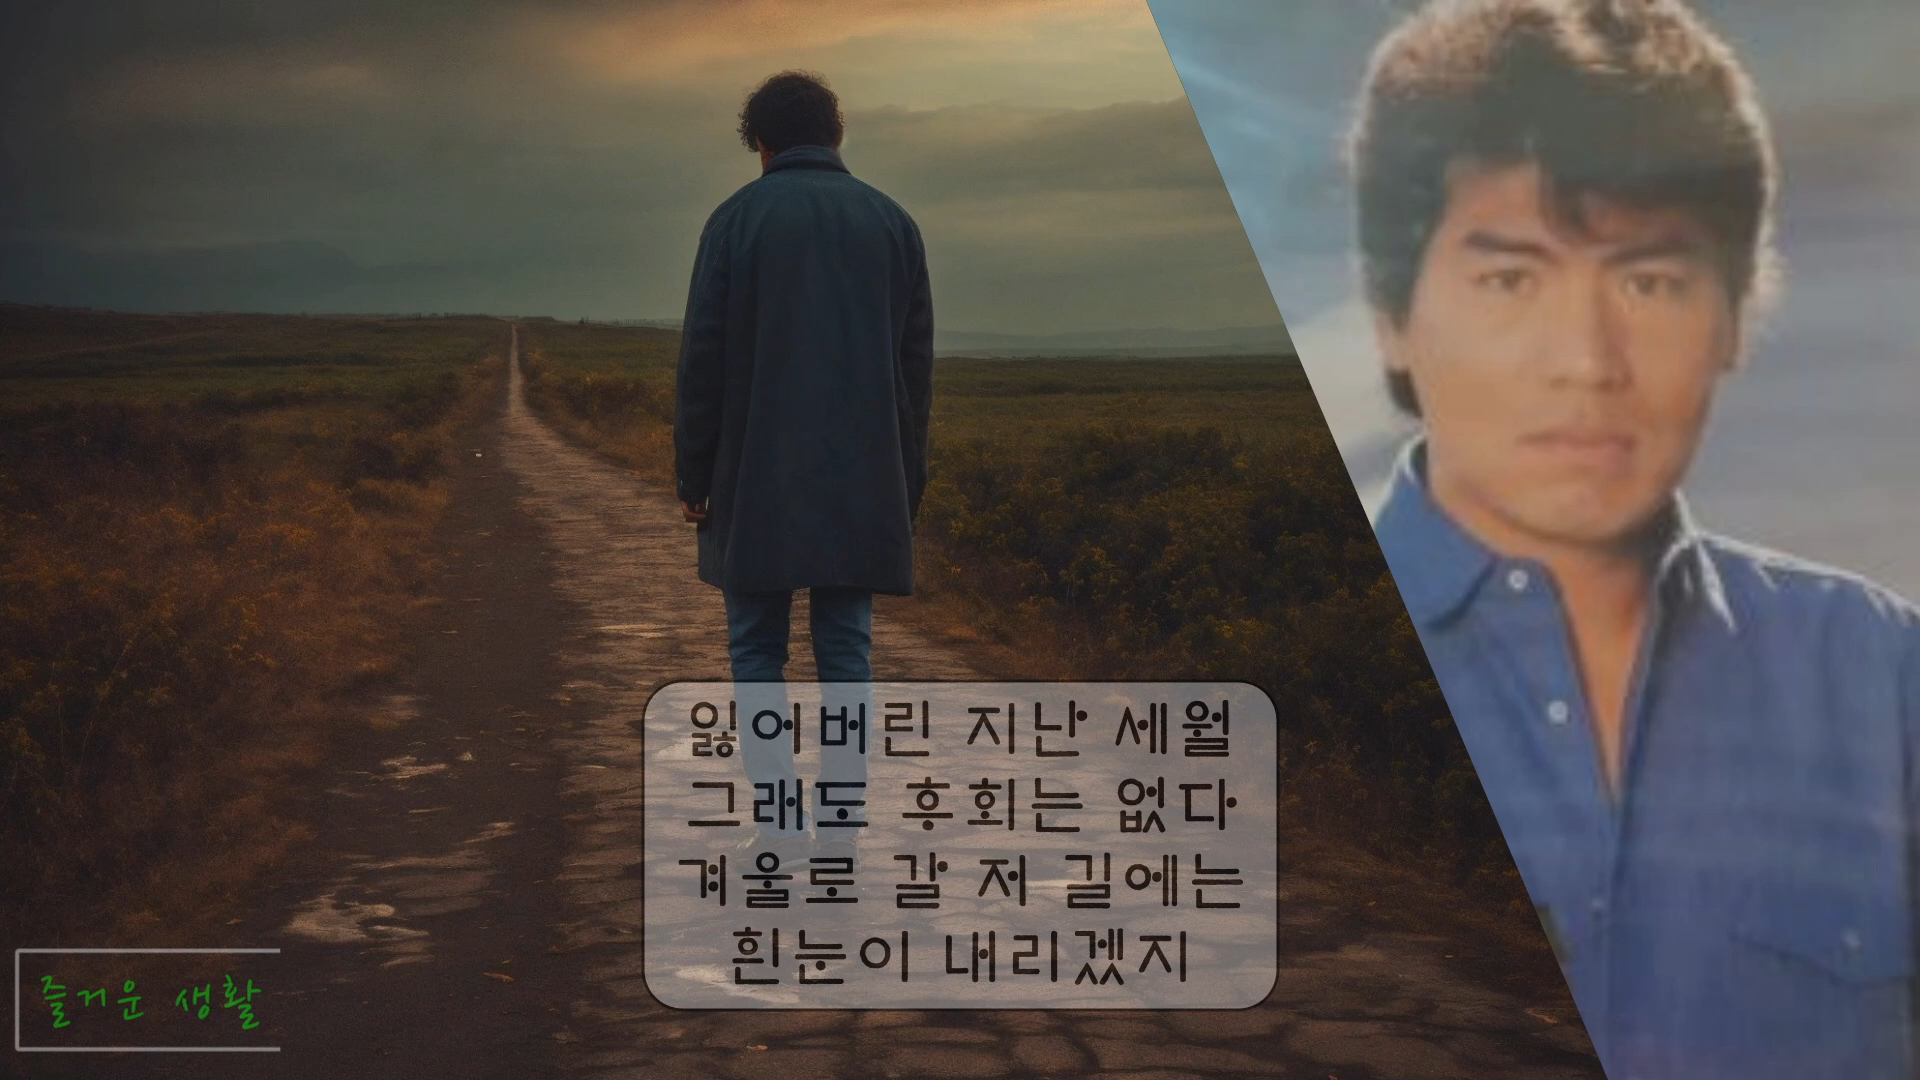 잃어버린 지난 세월
그래도 후회는 없다
겨울로 갈 저 길에는
흰눈이 내리겠지
즐거운 생활